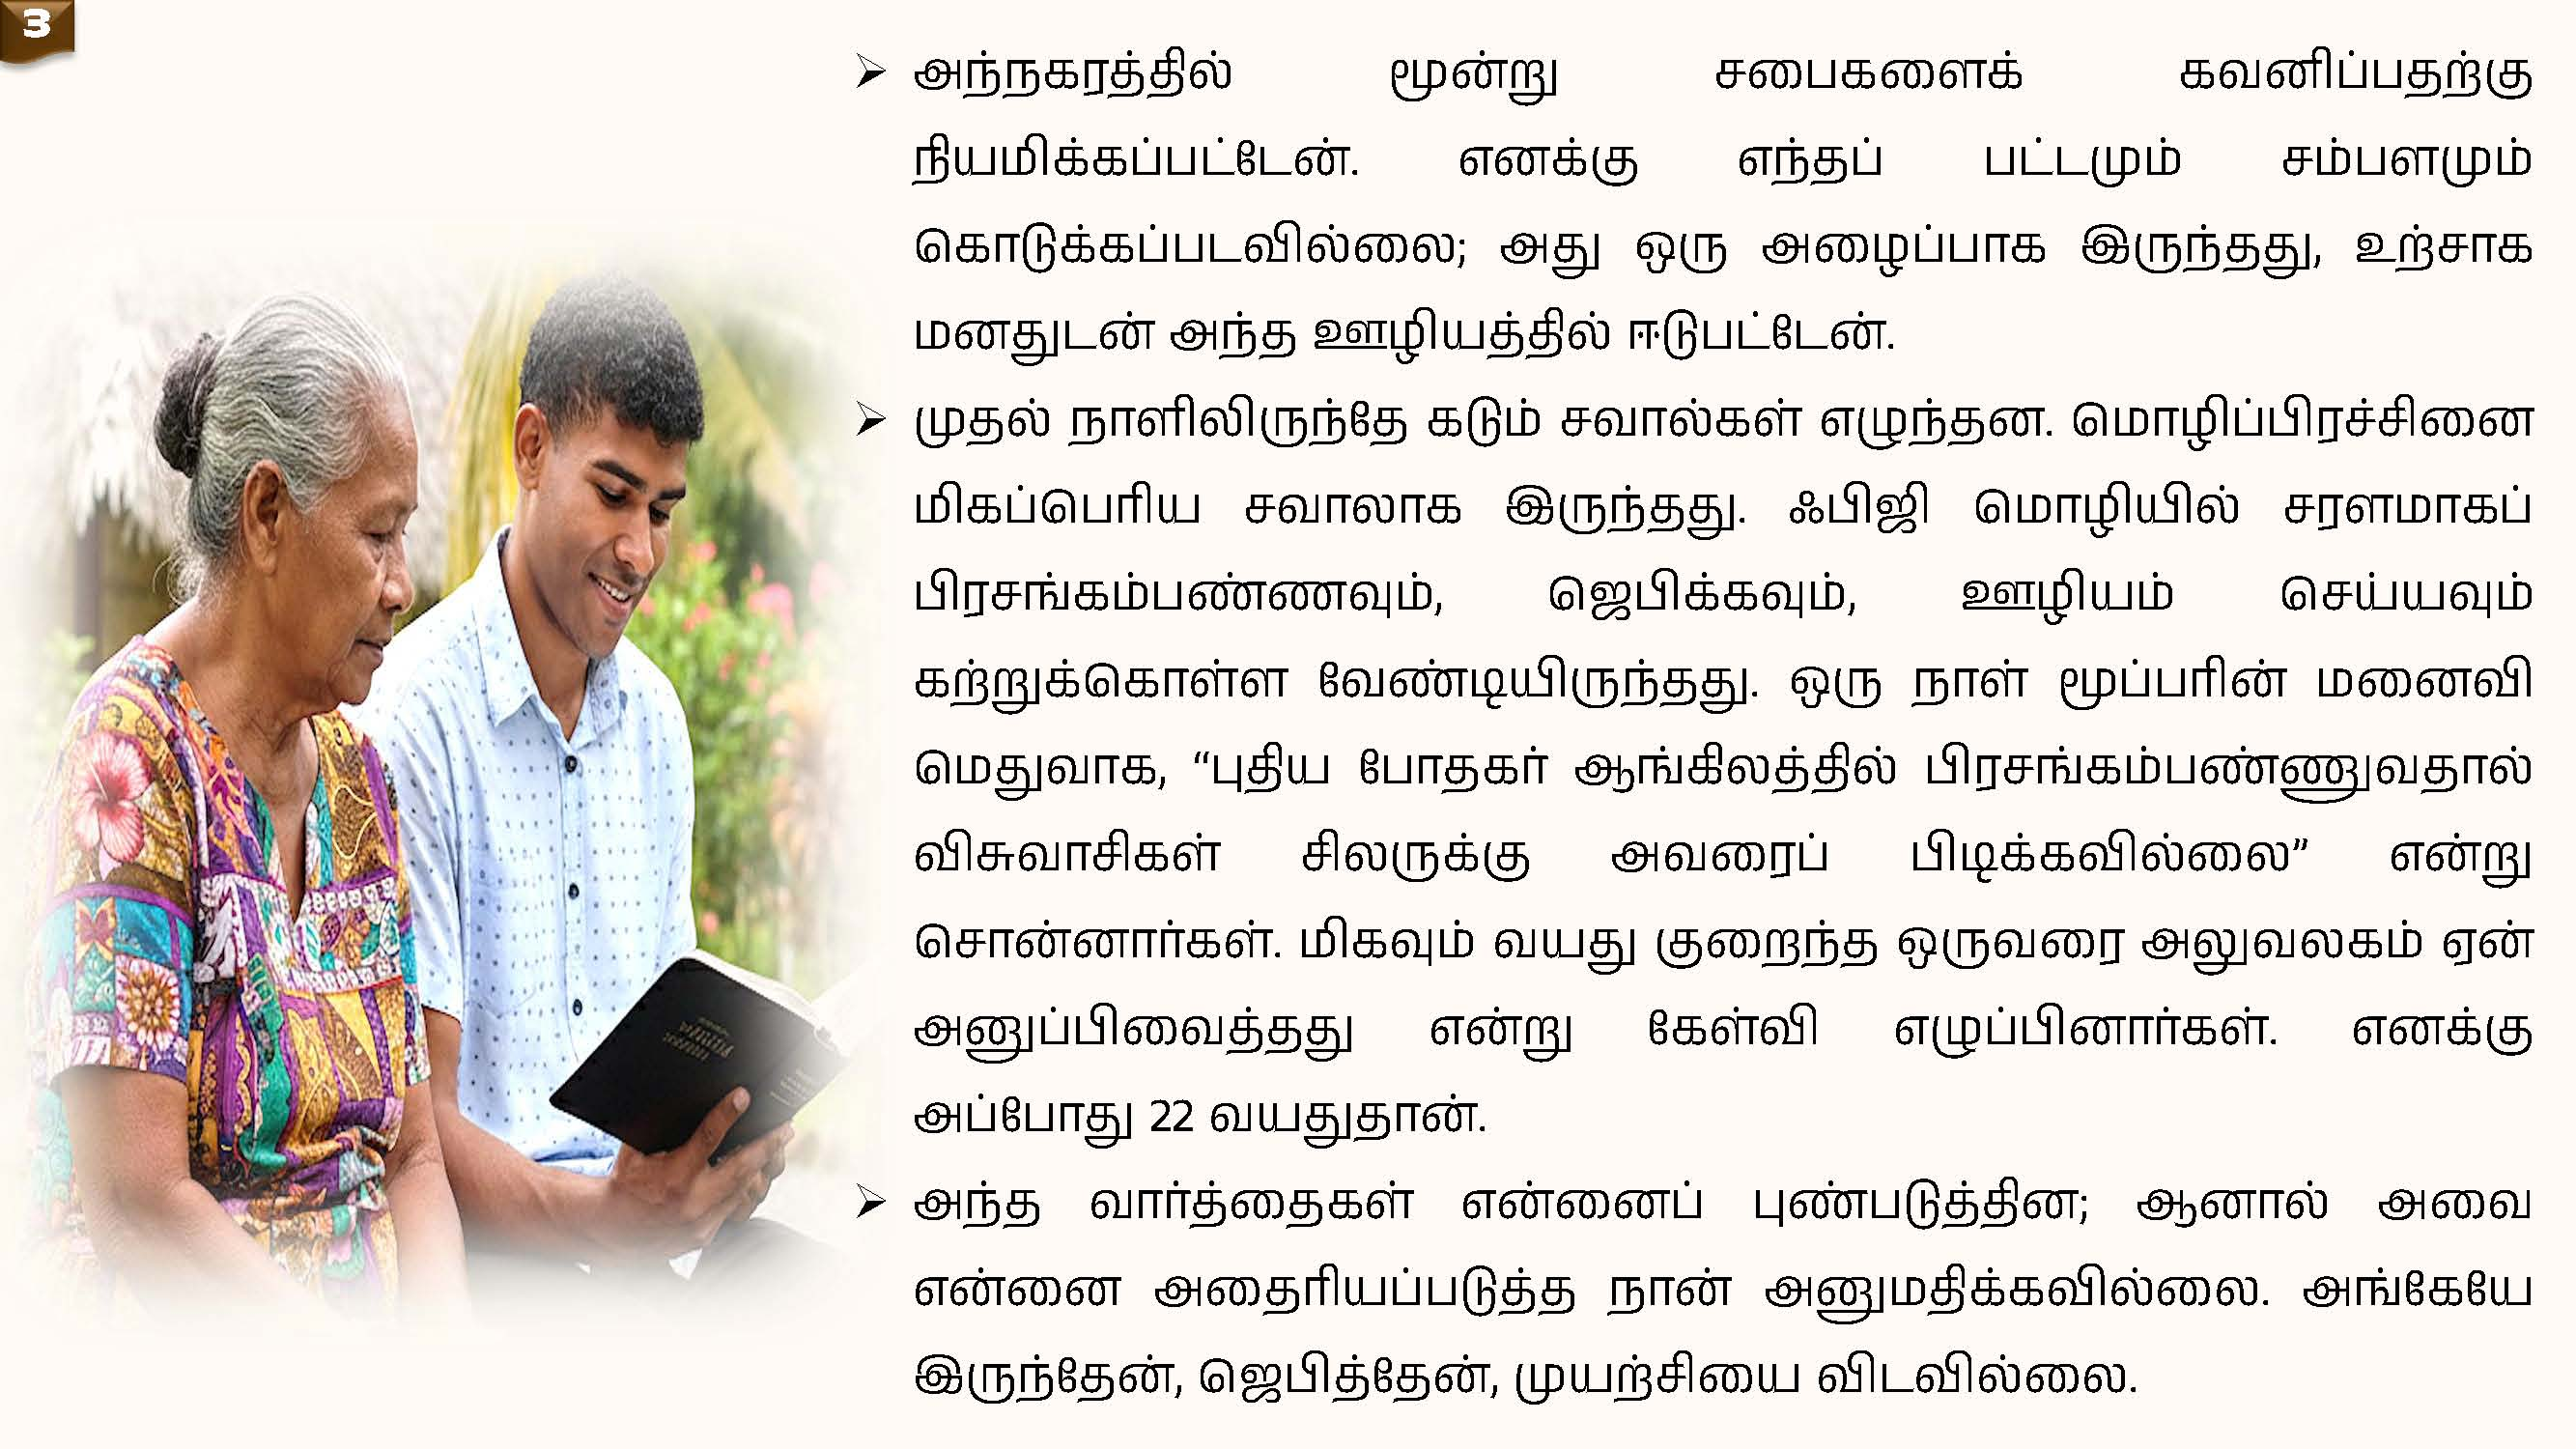 3
➢ அந்நகரத்தில் மூன்று சபைகளைக் கவனிப்பதற்கு
நியமிக்கப்பட்டேன். எனக்கு எந்தப் பட்டமும் சம்பளமும்
கொடுக்கப்படவில்லை; அது ஒரு அழைப்பாக இருந்தது, உற்சாக
மனதுடன் அந்த ஊழியத்தில் ஈடுபட்டேன்.
➢ முதல் நாளிலிருந்தே கடும் சவால்கள் எழுந்தன. மொழிப்பிரச்சினை
மிகப்பெரிய சவாலாக இருந்தது. ஃபிஜி மொழியில் சரளமாகப்
பிரசங்கம்பண்ணவும், ஜெபிக்கவும், ஊழியம் செய்யவும்
கற்றுக்கொள்ள வேண்டியிருந்தது. ஒரு நாள் மூப்பரின் மனைவி
மெதுவாக, “புதிய போதகர் ஆங்கிலத்தில் பிரசங்கம்பண்ணுவதால்
விசுவாசிகள் சிலருக்கு அவரைப் பிடிக்கவில்லை” என்று
சொன்னார்கள். மிகவும் வயது குறைந்த ஒருவரை அலுவலகம் ஏன்
அனுப்பிவைத்தது என்று கேள்வி எழுப்பினார்கள். எனக்கு
அப்போது 22 வயதுதான்.
➢ அந்த வார்த்தைகள் என்னைப் புண்படுத்தின; ஆனால் அவை
என்னை அதைரியப்படுத்த நான் அனுமதிக்கவில்லை. அங்கேயே
இருந்தேன், ஜெபித்தேன், முயற்சியை விடவில்லை.